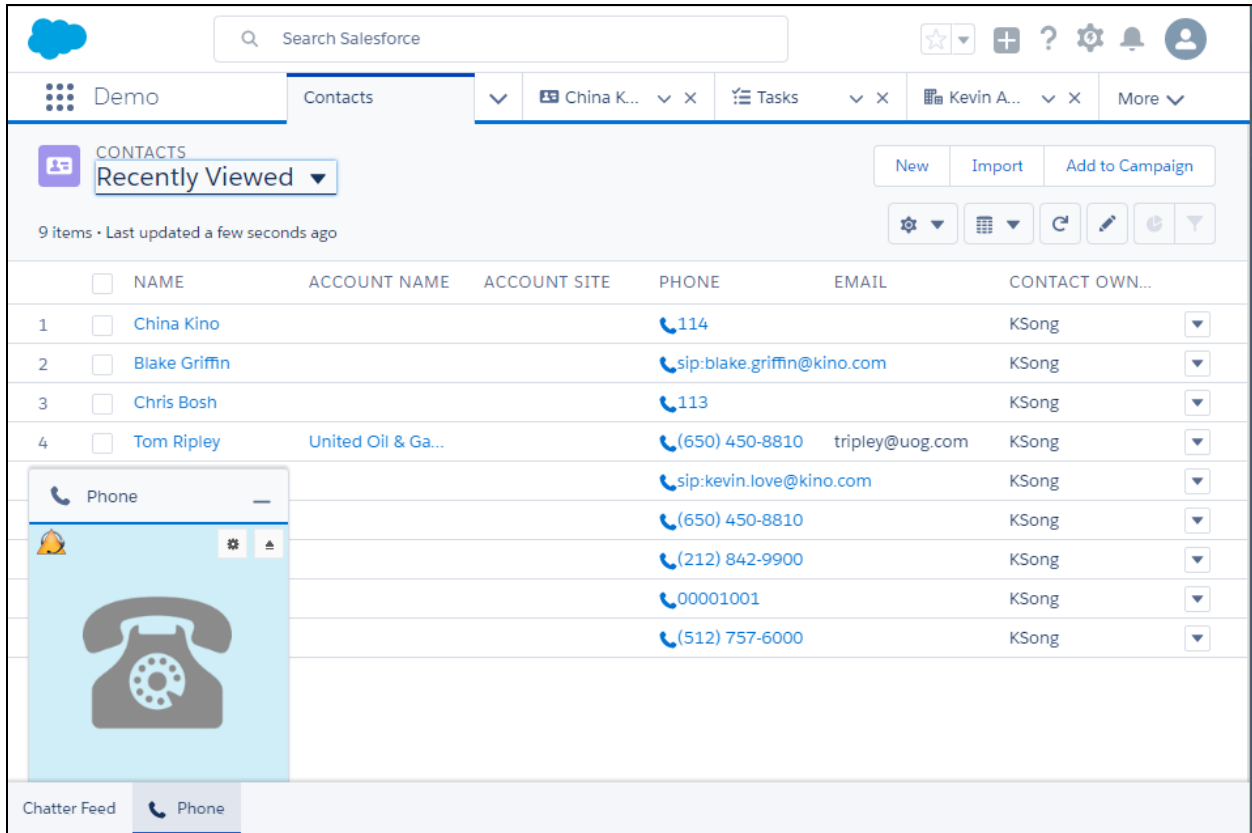 Search Salesforce
Demo Contacts China K... Tasks Kevin A... More
CONTACTS
Recently Viewed
New Import Add to Campaign
9 items • Last updated a few seconds ago
NAME ACCOUNT NAME ACCOUNT SITE PHONE EMAIL CONTACT OWN...
1 China Kino 114 KSong
2 Blake Griffin sip:blake.griffin@kino.com KSong
3 Chris Bosh 113 KSong
4 Tom Ripley United Oil & Ga... (650) 450-8810 tripley@uog.com KSong
sip:kevin.love@kino.com KSong
(650) 450-8810 KSong
(212) 842-9900 KSong
00001001 KSong
(512) 757-6000 KSong
Phone
Chatter Feed Phone